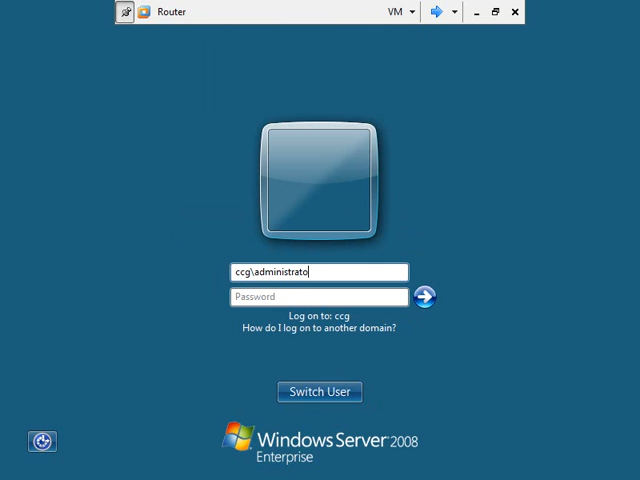 Router
VM
ccg\administrato
Password
Log on to: ccg
How do I log on to another domain?
Switch User
Windows Server 2008
Enterprise